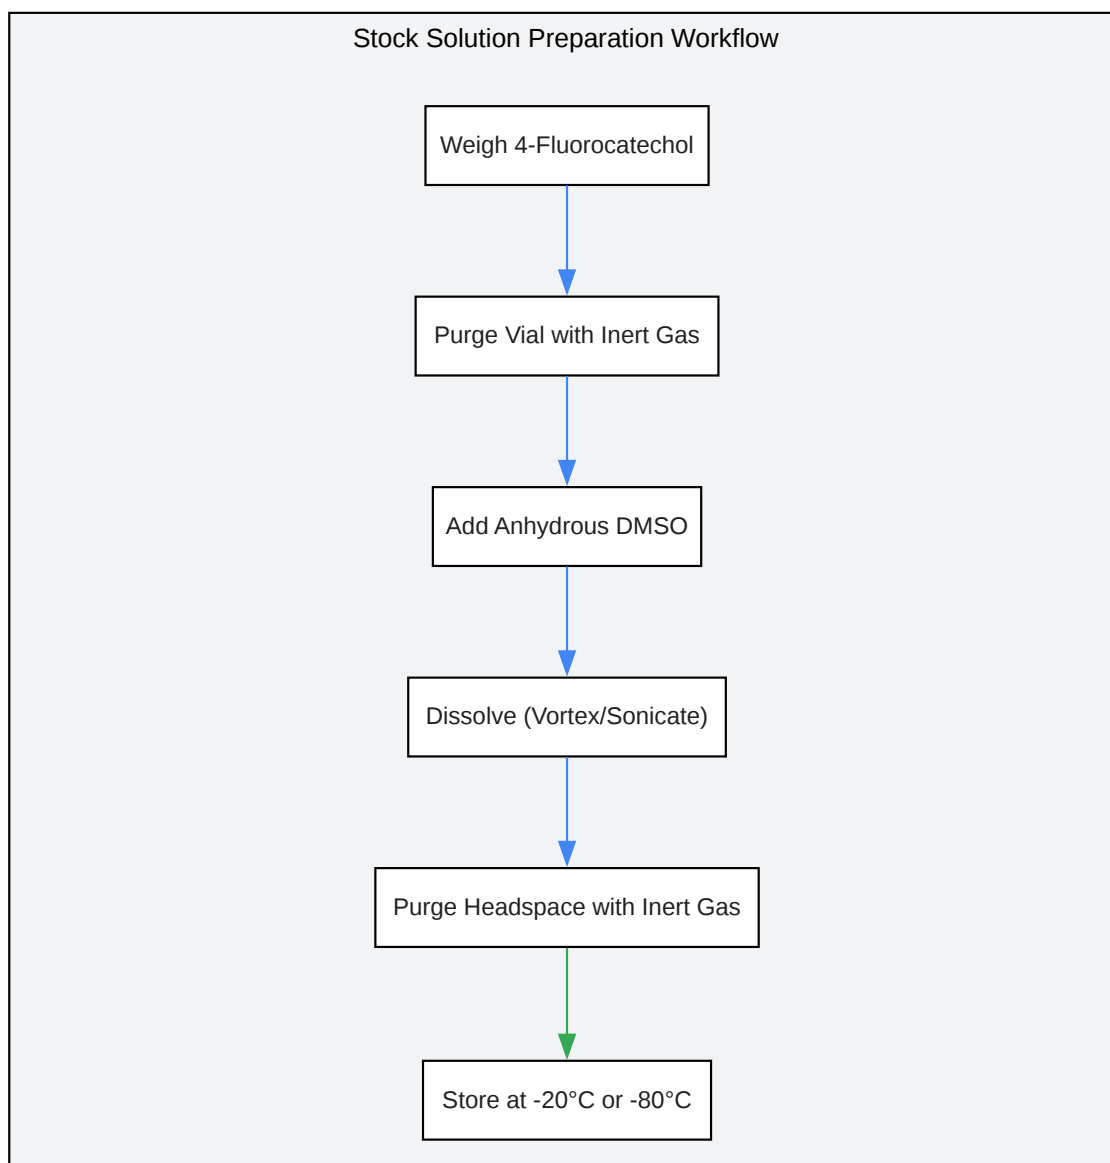 Stock Solution Preparation Workflow
Weigh 4-Fluorocatechol
Purge Vial with Inert Gas
Add Anhydrous DMSO
Dissolve (Vortex/Sonicate)
Purge Headspace with Inert Gas
Store at -20°C or -80°C